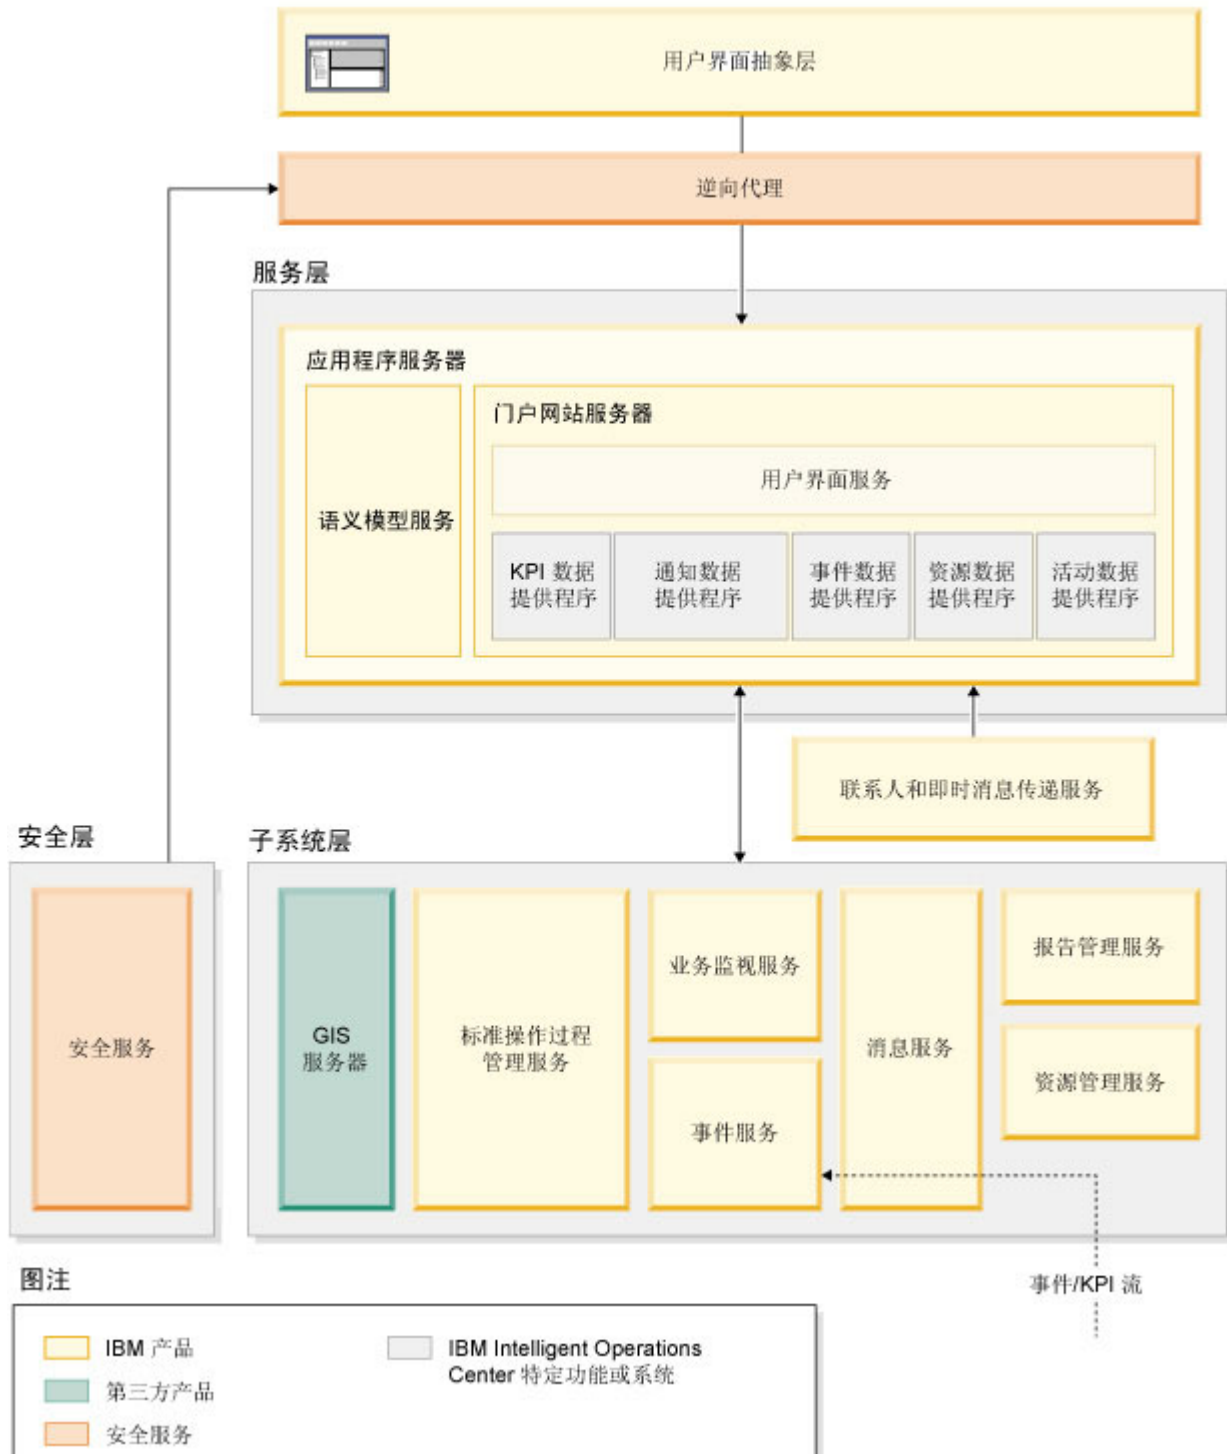 用户界面抽象层
逆向代理
服务层
应用程序服务器
语义模型服务
门户网站服务器
用户界面服务
KPI 数据
提供程序
通知数据
提供程序
事件数据
提供程序
资源数据
提供程序
活动数据
提供程序
联系人和即时消息传递服务
安全层
安全服务
子系统层
GIS
服务器
标准操作过程
管理服务
业务监视服务
事件服务
消息服务
报告管理服务
资源管理服务
事件/KPI 流
图注
IBM 产品
第三方产品
安全服务
IBM Intelligent Operations
Center 特定功能或系统